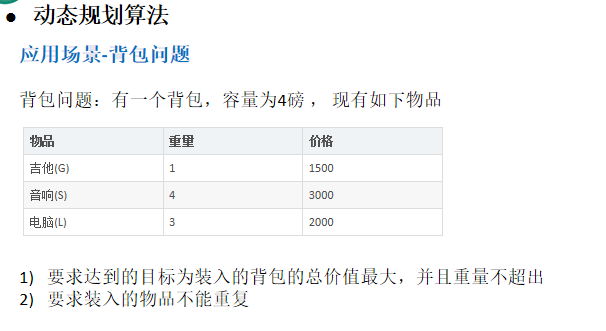 ● 动态规划算法
应用场景-背包问题
背包问题：有一个背包，容量为4磅 ， 现有如下物品
物品 重量 价格
吉他(G) 1 1500
音响(S) 4 3000
电脑(L) 3 2000
1) 要求达到的目标为装入的背包的总价值最大，并且重量不超出
2) 要求装入的物品不能重复